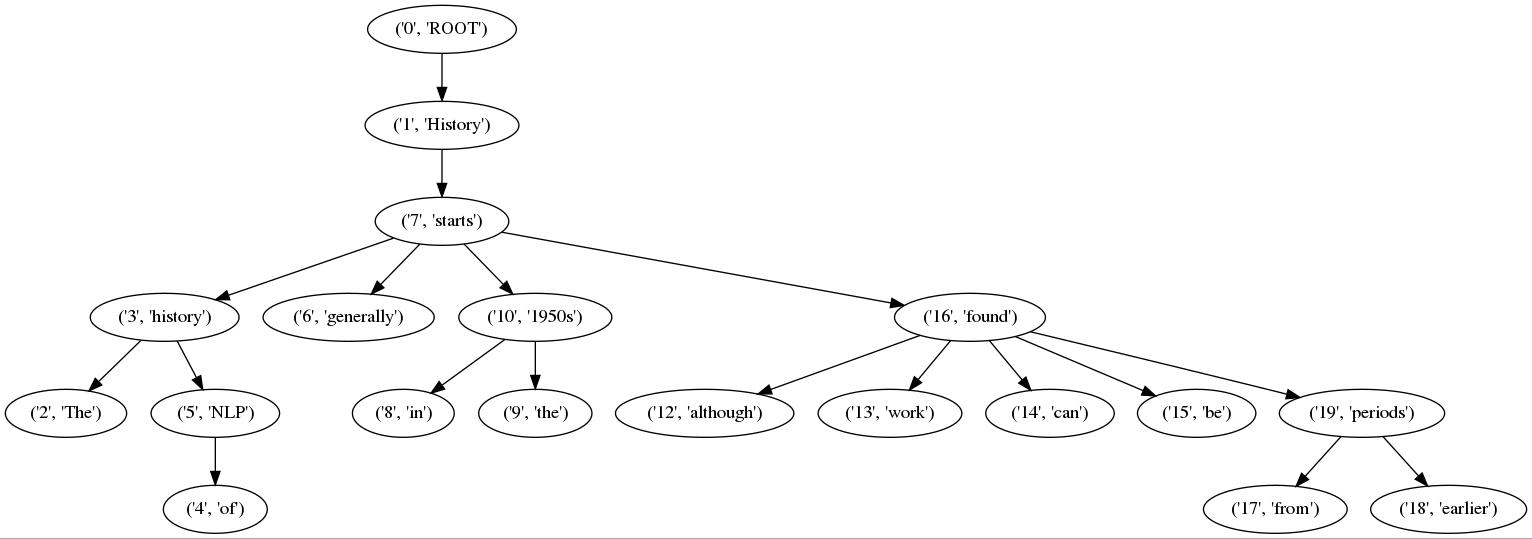 ('0', 'ROOT')
('1', 'History')
('7', 'starts')
('3', 'history') ('6', 'generally') ('10', '1950s') ('16', 'found')
('2', 'The') ('5', 'NLP') ('8', 'in') ('9', 'the') ('12', 'although') ('13', 'work') ('14', 'can') ('15', 'be') ('19', 'periods')
('4', 'of') ('17', 'from') ('18', 'earlier')